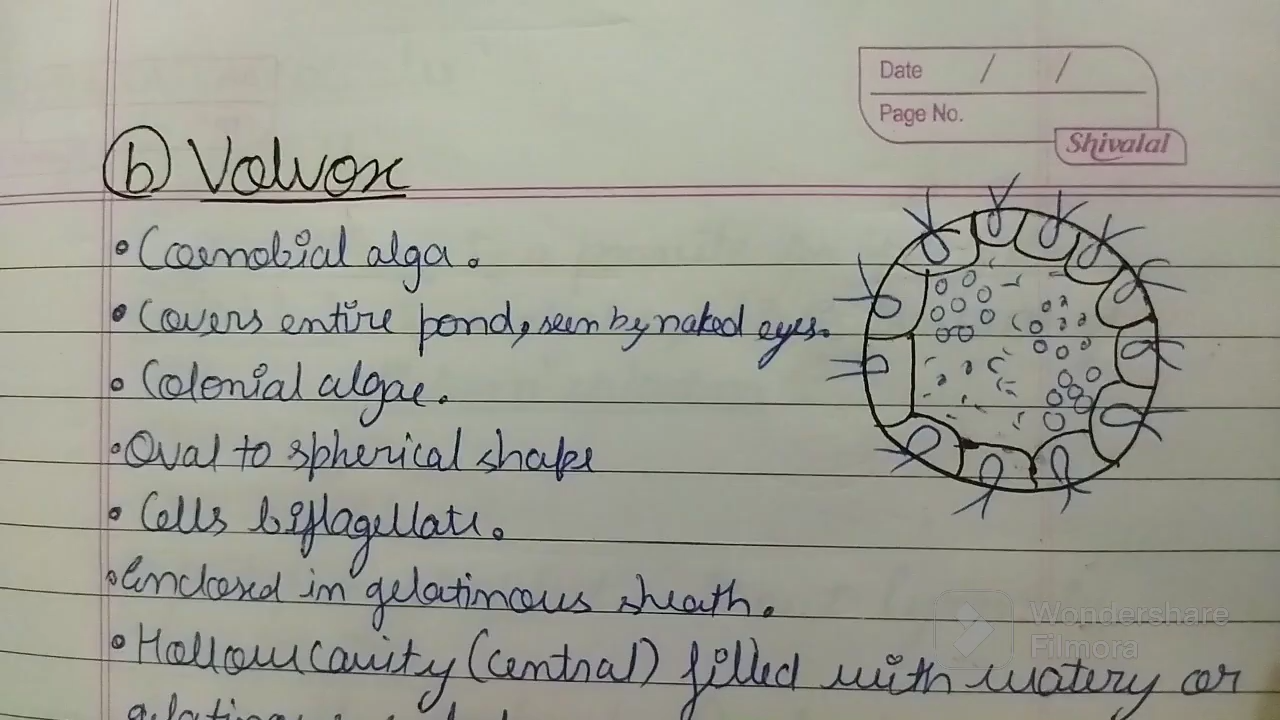 Date / /
Page No.
Shivalal
(b) Volvox
• Coenobial alga.
• Covers entire pond, seen by naked eyes.
• Colonial algae.
• Oval to spherical shape
• Cells biflagellate.
• Enclosed in gelatinous sheath.
• Hollow cavity (central) filled with watery or
Wondershare
Filmora